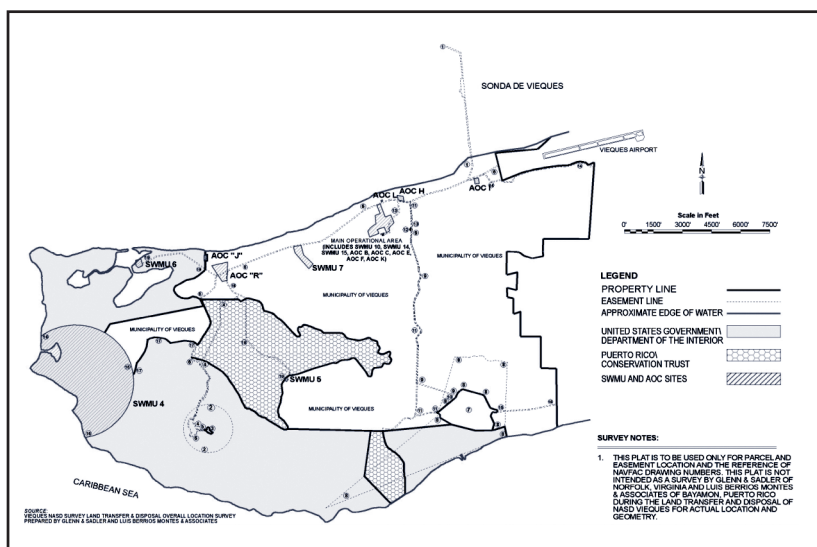 SONDA DE VIEQUES
VIEQUES AIRPORT
N
Scale in Feet
0' 1500' 3000' 4500' 6000' 7500'
AOC L
AOC H
AOC I
MAIN OPERATIONAL AREA
(INCLUDES SWMU 10, SWMU 14,
SWMU 15, AOC B, AOC C, AOC E,
AOC F, AOC K)
MUNICIPALITY OF VIEQUES
SWMU 6
AOC "J"
AOC "R"
SWMU 7
MUNICIPALITY OF VIEQUES
MUNICIPALITY OF VIEQUES
SWMU 5
MUNICIPALITY OF VIEQUES
SWMU 4
CARIBBEAN SEA
LEGEND
PROPERTY LINE
EASEMENT LINE
APPROXIMATE EDGE OF WATER
UNITED STATES GOVERNMENT\
DEPARTMENT OF THE INTERIOR
PUERTO RICO\
CONSERVATION TRUST
SWMU AND AOC SITES
SURVEY NOTES:
1. THIS PLAT IS TO BE USED ONLY FOR PARCEL AND
EASEMENT LOCATION AND THE REFERENCE OF
NAVFAC DRAWING NUMBERS. THIS PLAT IS NOT
INTENDED AS A SURVEY BY GLENN & SADLER OF
NORFOLK, VIRGINIA AND LUIS BERRIOS MONTES
& ASSOCIATES OF BAYAMON, PUERTO RICO
DURING THE LAND TRANSFER AND DISPOSAL OF
NASD VIEQUES FOR ACTUAL LOCATION AND
GEOMETRY.
SOURCE:
VIEQUES NASD SURVEY LAND TRANSFER & DISPOSAL OVERALL LOCATION SURVEY
PREPARED BY GLENN & SADLER AND LUIS BERRIOS MONTES & ASSOCIATES